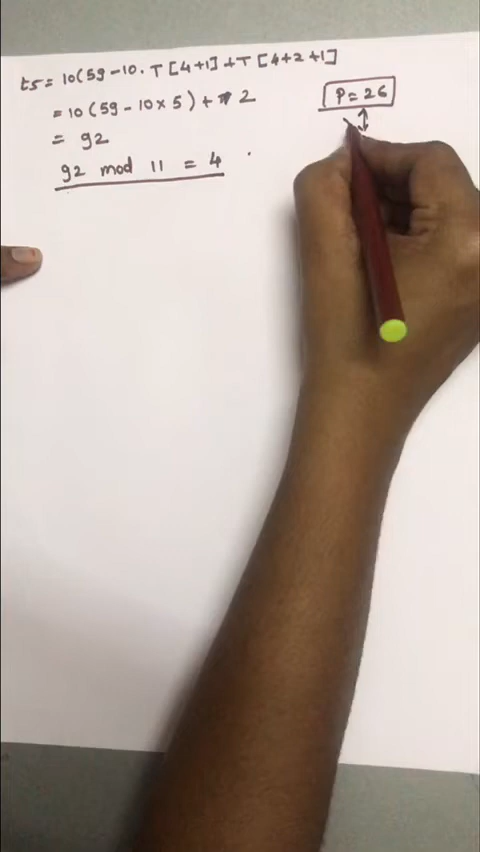 t5 = 10(59-10. T[4+1]+T[4+2+1]
= 10(59-10×5)+ 2
= 92
92 mod 11 = 4
P = 26